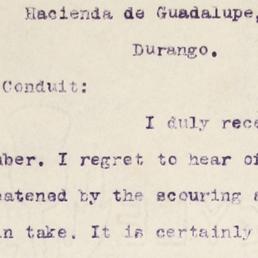 Hacienda de Guadalupe,
Durango.
Conduit:
I duly rece
ber. I regret to hear of
eatened by the scouring a
n take. It is certainly